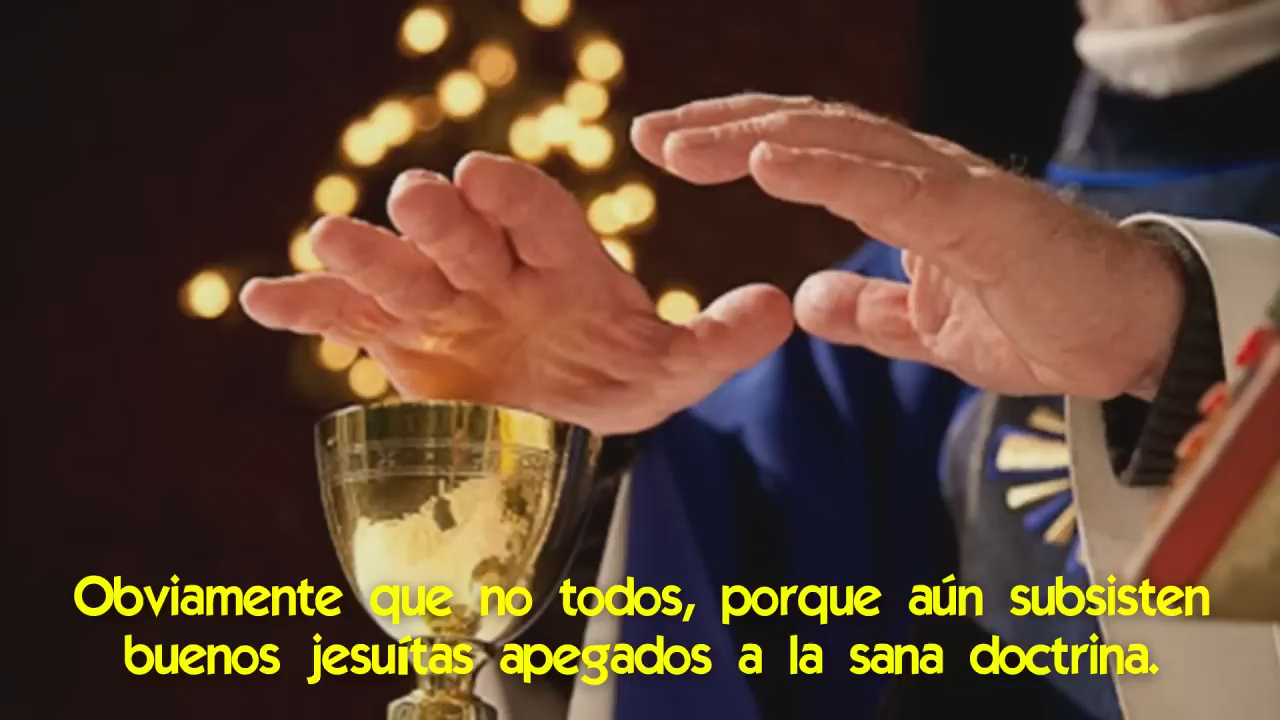 Obviamente que no todos, porque aún subsisten
buenos jesuítas apegados a la sana doctrina.